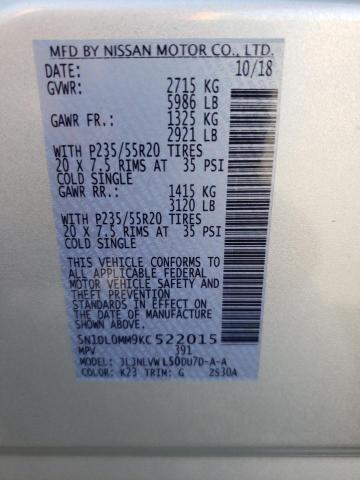 MFD BY NISSAN MOTOR CO., LTD.
DATE: 10/18
GVWR: 2715 KG
5986 LB
GAWR FR.: 1325 KG
2921 LB
WITH P235/55R20 TIRES
20 X 7.5 RIMS AT 35 PSI
COLD SINGLE
GAWR RR.: 1415 KG
3120 LB
WITH P235/55R20 TIRES
20 X 7.5 RIMS AT 35 PSI
COLD SINGLE
THIS VEHICLE CONFORMS TO
ALL APPLICABLE FEDERAL
MOTOR VEHICLE SAFETY
AND THEFT PREVENTION
STANDARDS IN EFFECT ON
THE DATE OF MANUFACTURE
SHOWN ABOVE.
5N1DL0MM9KC522015
MPV 391
JL3NLVWL50DU7D-A-A
COLOR: K23 TRIM: G 2S30A